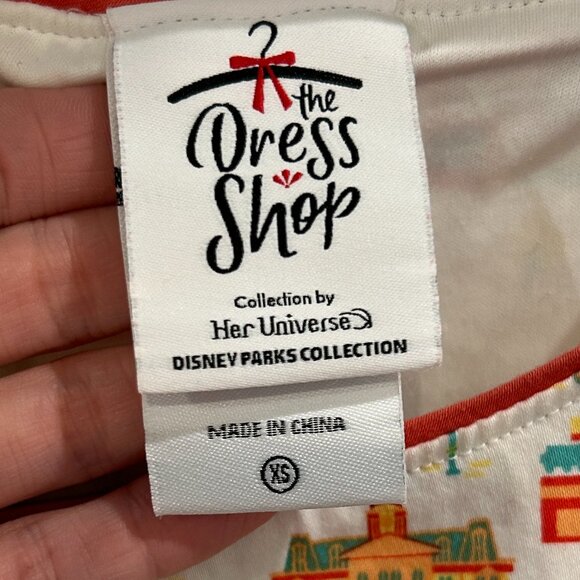 the
Dress
Shop
Collection by
Her Universe
DISNEY PARKS COLLECTION
MADE IN CHINA
XS